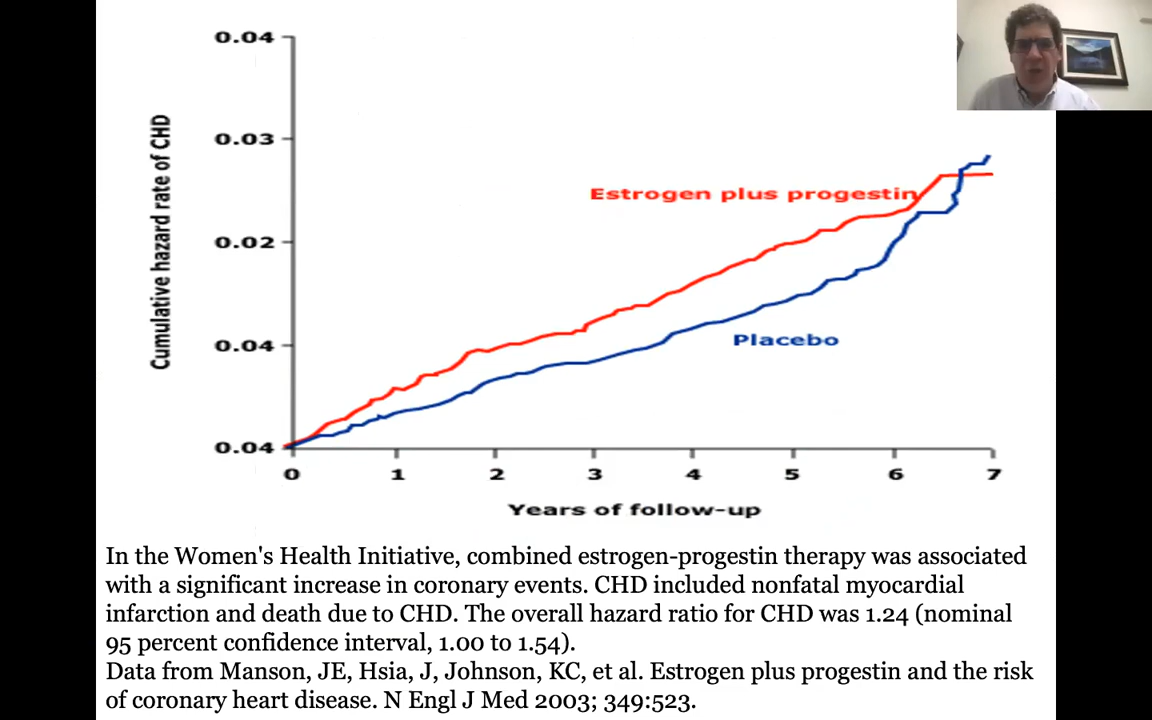 0.04
0.03
0.02
0.04
0.04
Cumulative hazard rate of CHD
Estrogen plus progestin
Placebo
0 1 2 3 4 5 6 7
Years of follow-up
In the Women's Health Initiative, combined estrogen-progestin therapy was associated
with a significant increase in coronary events. CHD included nonfatal myocardial
infarction and death due to CHD. The overall hazard ratio for CHD was 1.24 (nominal
95 percent confidence interval, 1.00 to 1.54).
Data from Manson, JE, Hsia, J, Johnson, KC, et al. Estrogen plus progestin and the risk
of coronary heart disease. N Engl J Med 2003; 349:523.